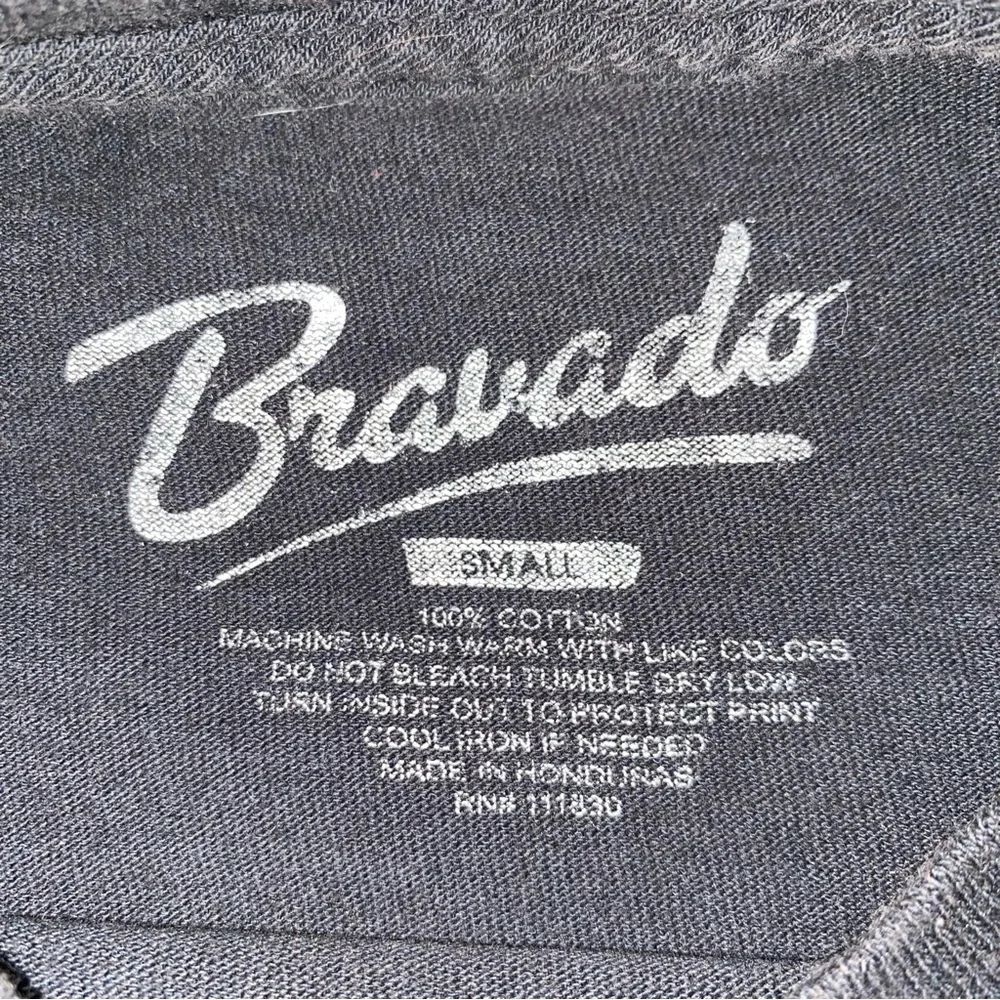 Bravado
SMALL
100% COTTON
MACHINE WASH WARM WITH LIKE COLORS
DO NOT BLEACH TUMBLE DRY LOW
TURN INSIDE OUT TO PROTECT PRINT
COOL IRON IF NEEDED
MADE IN HONDURAS
RN# 111830